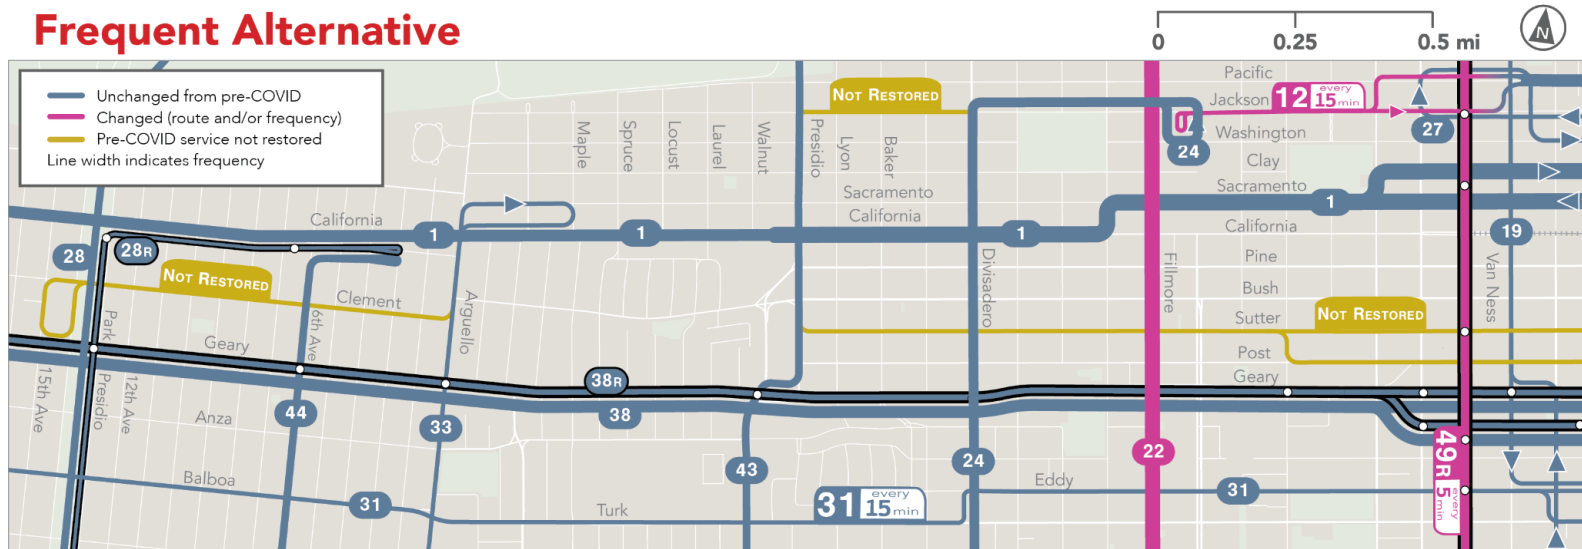 Frequent Alternative
0 0.25 0.5 mi
N
Unchanged from pre-COVID
Changed (route and/or frequency)
Pre-COVID service not restored
Line width indicates frequency
NOT RESTORED
Pacific
Jackson
12 every 15 min
Washington
27
24
Clay
Sacramento
California
Maple
Spruce
Locust
Laurel
Walnut
Presidio
Lyon
Baker
Sacramento
California
California
1
1
1
1
19
28
28R
NOT RESTORED
Clement
Park
Presidio
6th Ave
Arguello
Divisadero
Fillmore
Pine
Bush
Sutter
NOT RESTORED
Van Ness
Post
Geary
Geary
15th Ave
12th Ave
38R
38
Anza
44
33
43
24
22
49R every 5 min
Balboa
31
Turk
31 every 15 min
Eddy
31